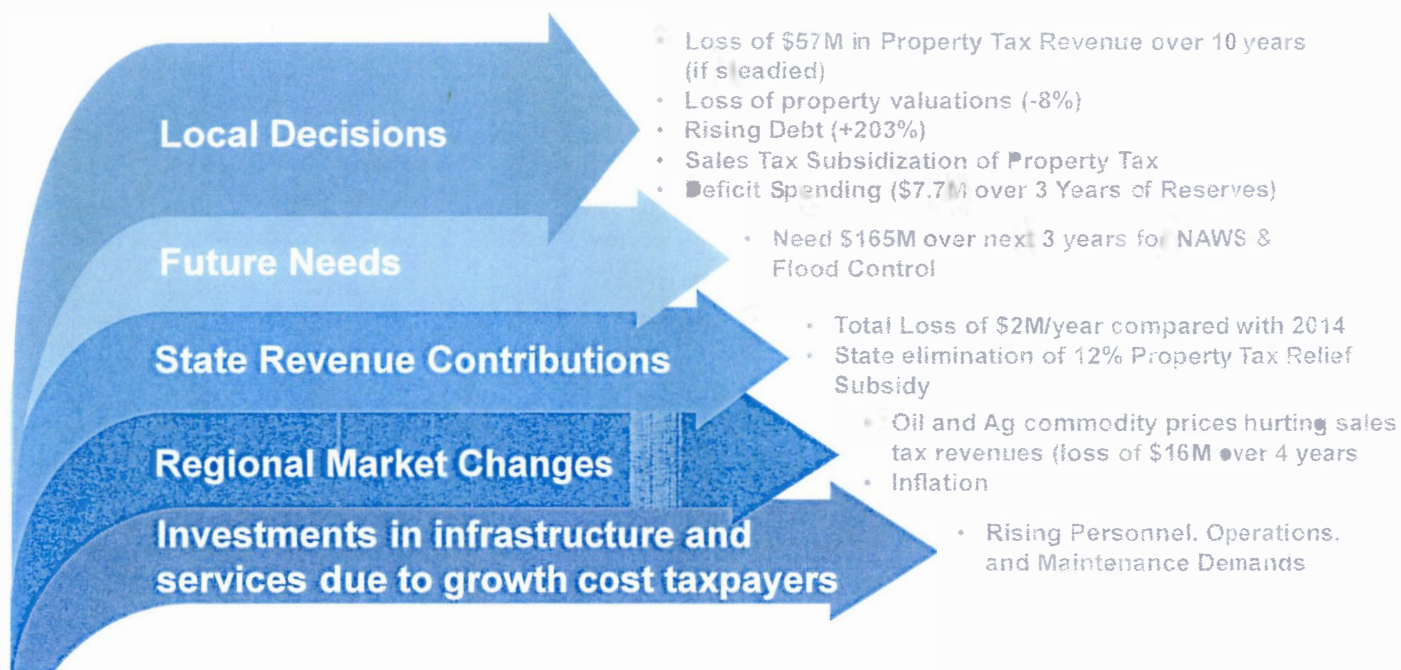 Local Decisions
• Loss of $57M in Property Tax Revenue over 10 years
(if steadied)
• Loss of property valuations (-8%)
• Rising Debt (+203%)
• Sales Tax Subsidization of Property Tax
• Deficit Spending ($7.7M over 3 Years of Reserves)
Future Needs
• Need $165M over next 3 years for NAWS &
Flood Control
State Revenue Contributions
• Total Loss of $2M/year compared with 2014
• State elimination of 12% Property Tax Relief
Subsidy
Regional Market Changes
• Oil and Ag commodity prices hurting sales
tax revenues (loss of $16M over 4 years
• Inflation
Investments in infrastructure and
services due to growth cost taxpayers
• Rising Personnel, Operations,
and Maintenance Demands